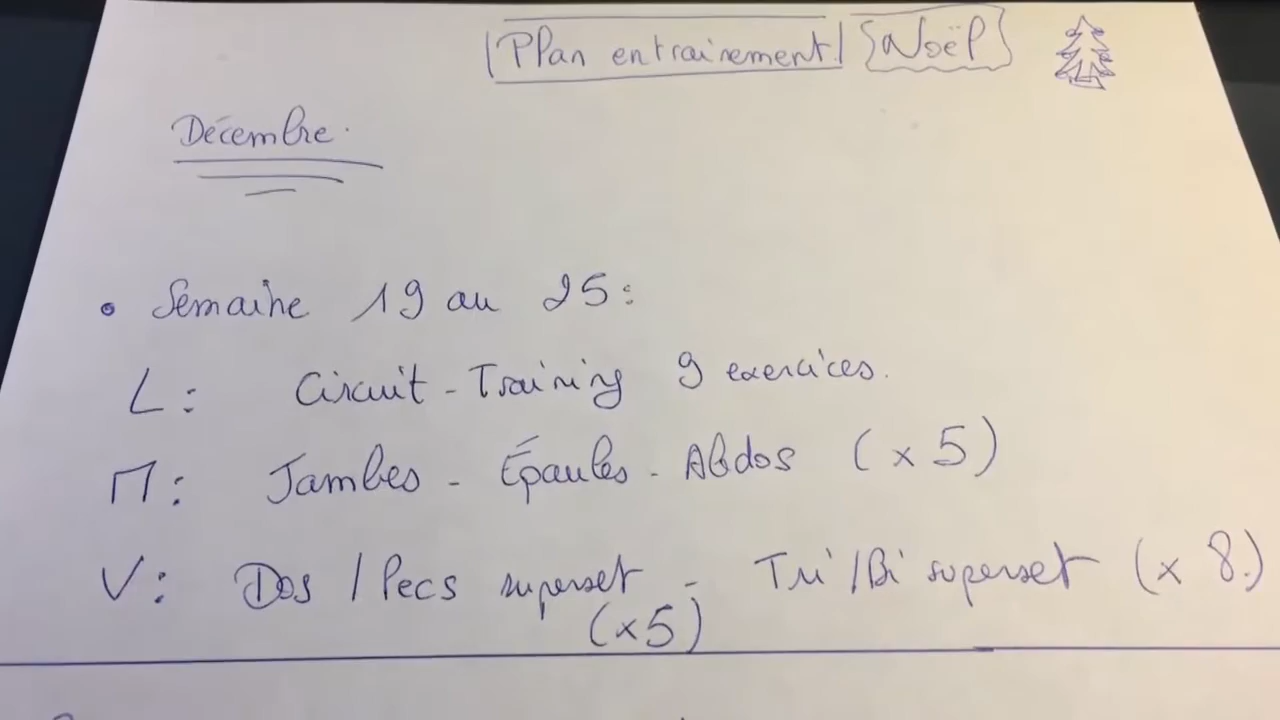 Plan entrainement Noël
Décembre.
• Semaine 19 au 25 :
L : Circuit - Training 9 exercices.
M : Jambes - Épaules - Abdos (x 5)
V : Dos / Pecs superset - Tri / Bi superset (x 8.)
(x5)